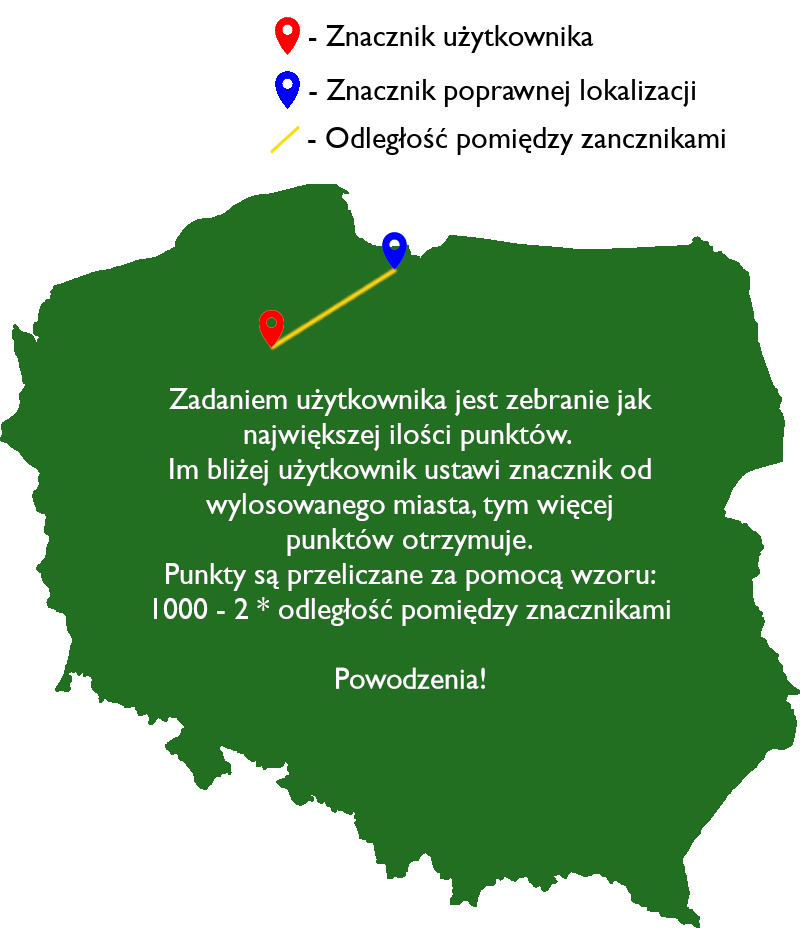 - Znacznik użytkownika
- Znacznik poprawnej lokalizacji
- Odległość pomiędzy zancznikami
Zadaniem użytkownika jest zebranie jak
największej ilości punktów.
Im bliżej użytkownik ustawi znacznik od
wylosowanego miasta, tym więcej
punktów otrzymuje.
Punkty są przeliczane za pomocą wzoru:
1000 - 2 * odległość pomiędzy znacznikami
Powodzenia!